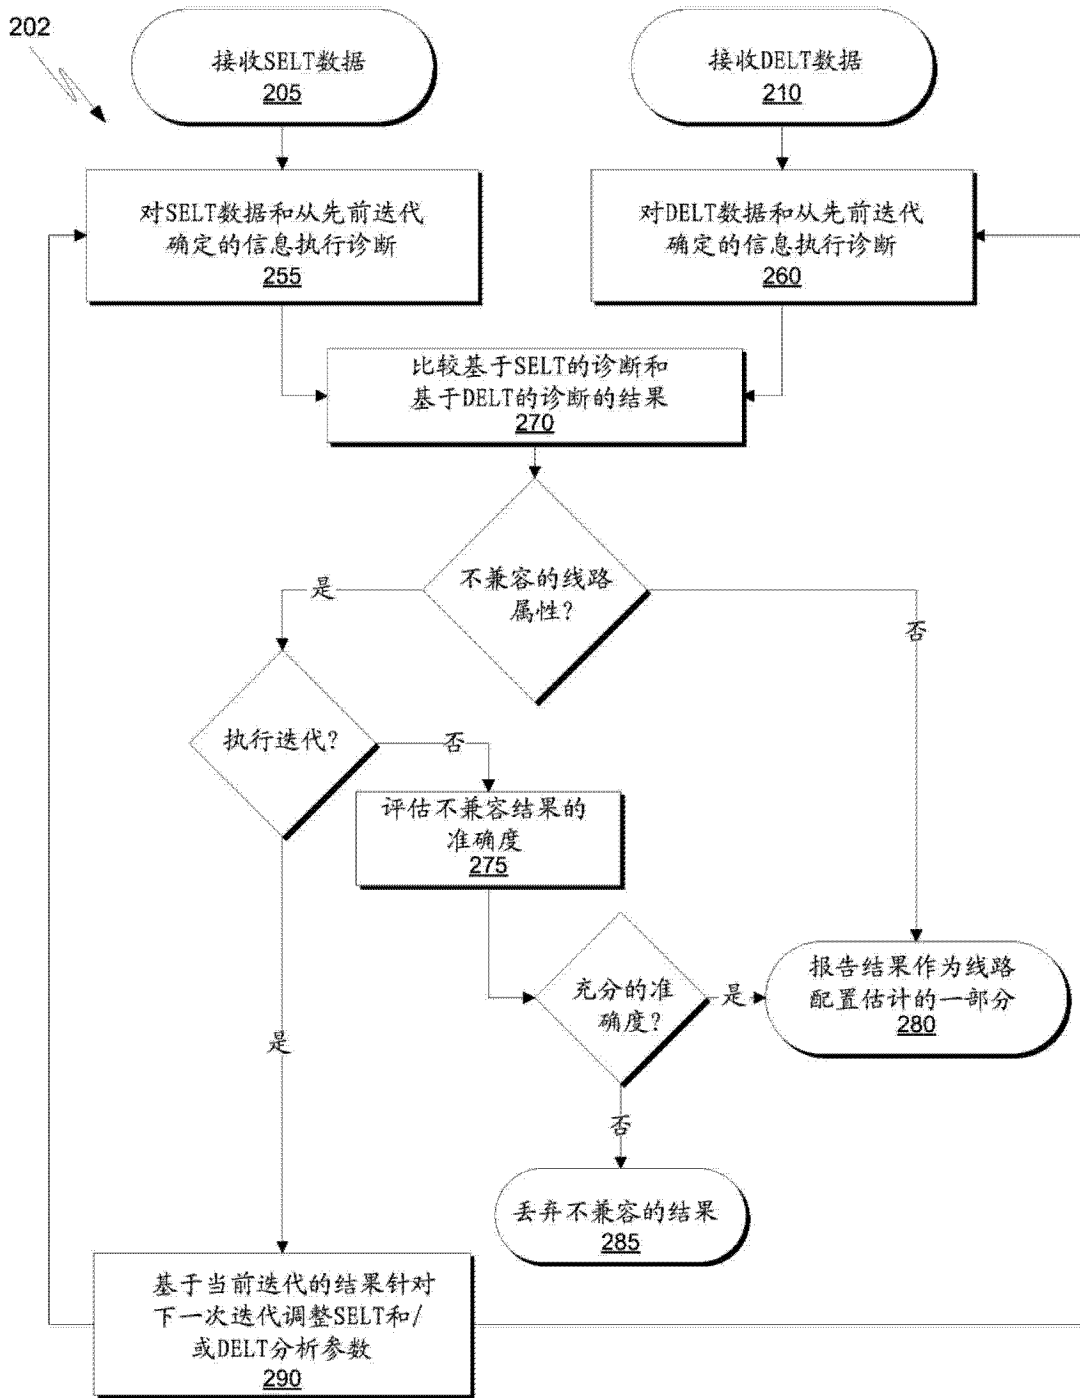 202
接收SELT数据
205
接收DELT数据
210
对SELT数据和从先前迭代
确定的信息执行诊断
255
对DELT数据和从先前迭代
确定的信息执行诊断
260
比较基于SELT的诊断和
基于DELT的诊断的结果
270
不兼容的线路
属性?
是
否
执行迭代?
否
评估不兼容结果的
准确度
275
充分的准
确度?
是
报告结果作为线路
配置估计的一部分
280
是
否
丢弃不兼容的结果
285
基于当前迭代的结果针对
下一次迭代调整SELT和/
或DELT分析参数
290